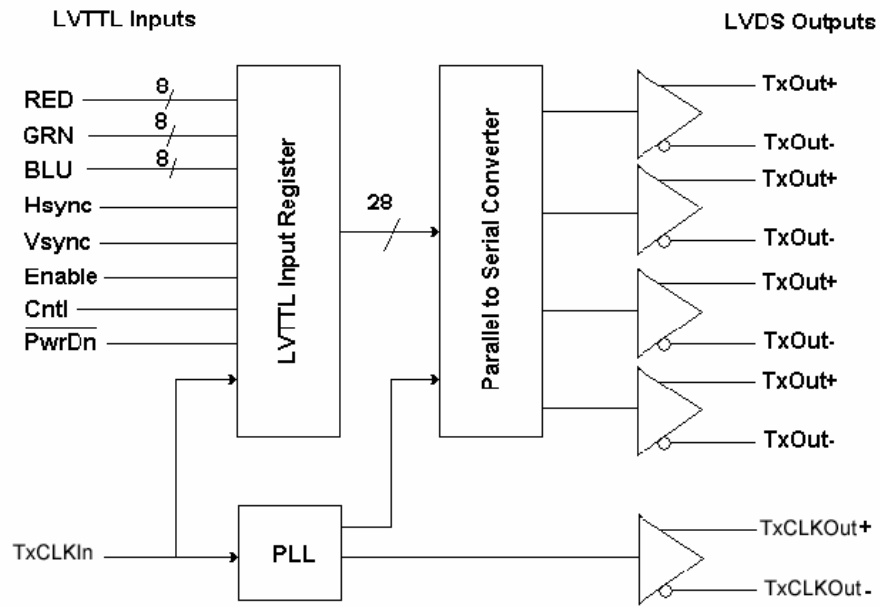 LVTTL Inputs
LVDS Outputs
RED
8
GRN
8
BLU
8
Hsync
Vsync
Enable
Cntl
PwrDn
LVTTL Input Register
28
Parallel to Serial Converter
TxOut+
TxOut-
TxOut+
TxOut-
TxOut+
TxOut-
TxOut+
TxOut-
TxCLKIn
PLL
TxCLKOut+
TxCLKOut-